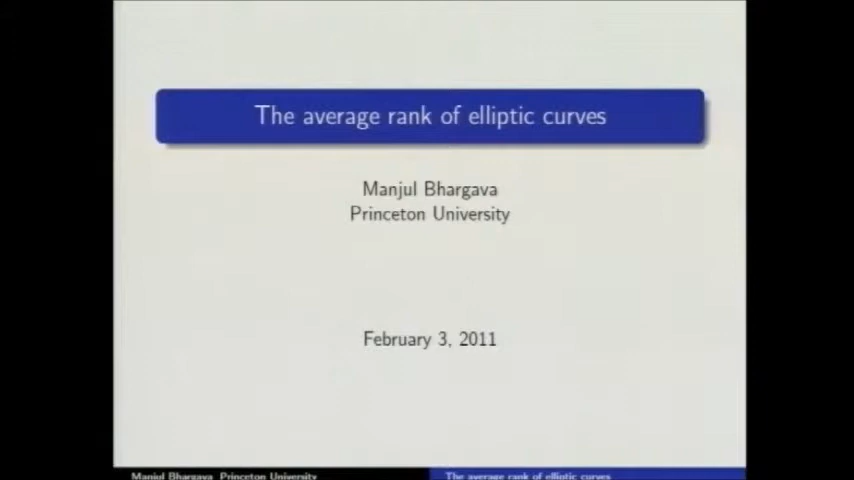 The average rank of elliptic curves
Manjul Bhargava
Princeton University
February 3, 2011
Manjul Bhargava Princeton University
The average rank of elliptic curves